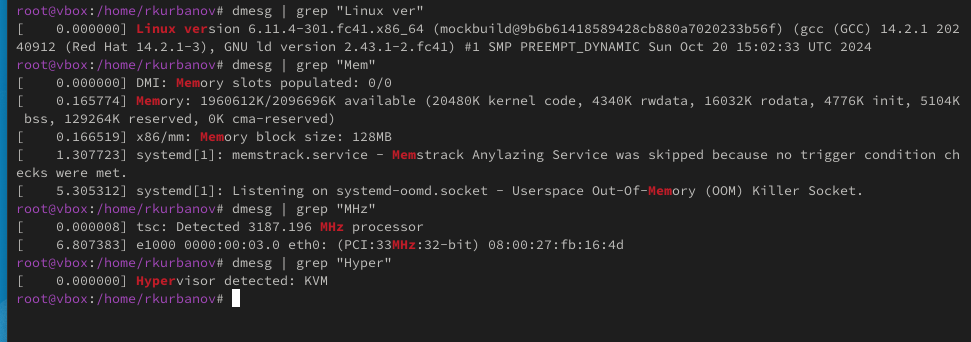 root@vbox:/home/rkurbanov# dmesg | grep "Linux ver"
[    0.000000] Linux version 6.11.4-301.fc41.x86_64 (mockbuild@9b6b61418589428cb880a7020233b56f) (gcc (GCC) 14.2.1 202
40912 (Red Hat 14.2.1-3), GNU ld version 2.43.1-2.fc41) #1 SMP PREEMPT_DYNAMIC Sun Oct 20 15:02:33 UTC 2024
root@vbox:/home/rkurbanov# dmesg | grep "Mem"
[    0.000000] DMI: Memory slots populated: 0/0
[    0.165774] Memory: 1960612K/2096696K available (20480K kernel code, 4340K rwdata, 16032K rodata, 4776K init, 5104K
 bss, 129264K reserved, 0K cma-reserved)
[    0.166519] x86/mm: Memory block size: 128MB
[    1.307723] systemd[1]: memstrack.service - Memstrack Anylazing Service was skipped because no trigger condition ch
ecks were met.
[    5.305312] systemd[1]: Listening on systemd-oomd.socket - Userspace Out-Of-Memory (OOM) Killer Socket.
root@vbox:/home/rkurbanov# dmesg | grep "MHz"
[    0.000008] tsc: Detected 3187.196 MHz processor
[    6.807383] e1000 0000:00:03.0 eth0: (PCI:33MHz:32-bit) 08:00:27:fb:16:4d
root@vbox:/home/rkurbanov# dmesg | grep "Hyper"
[    0.000000] Hypervisor detected: KVM
root@vbox:/home/rkurbanov#